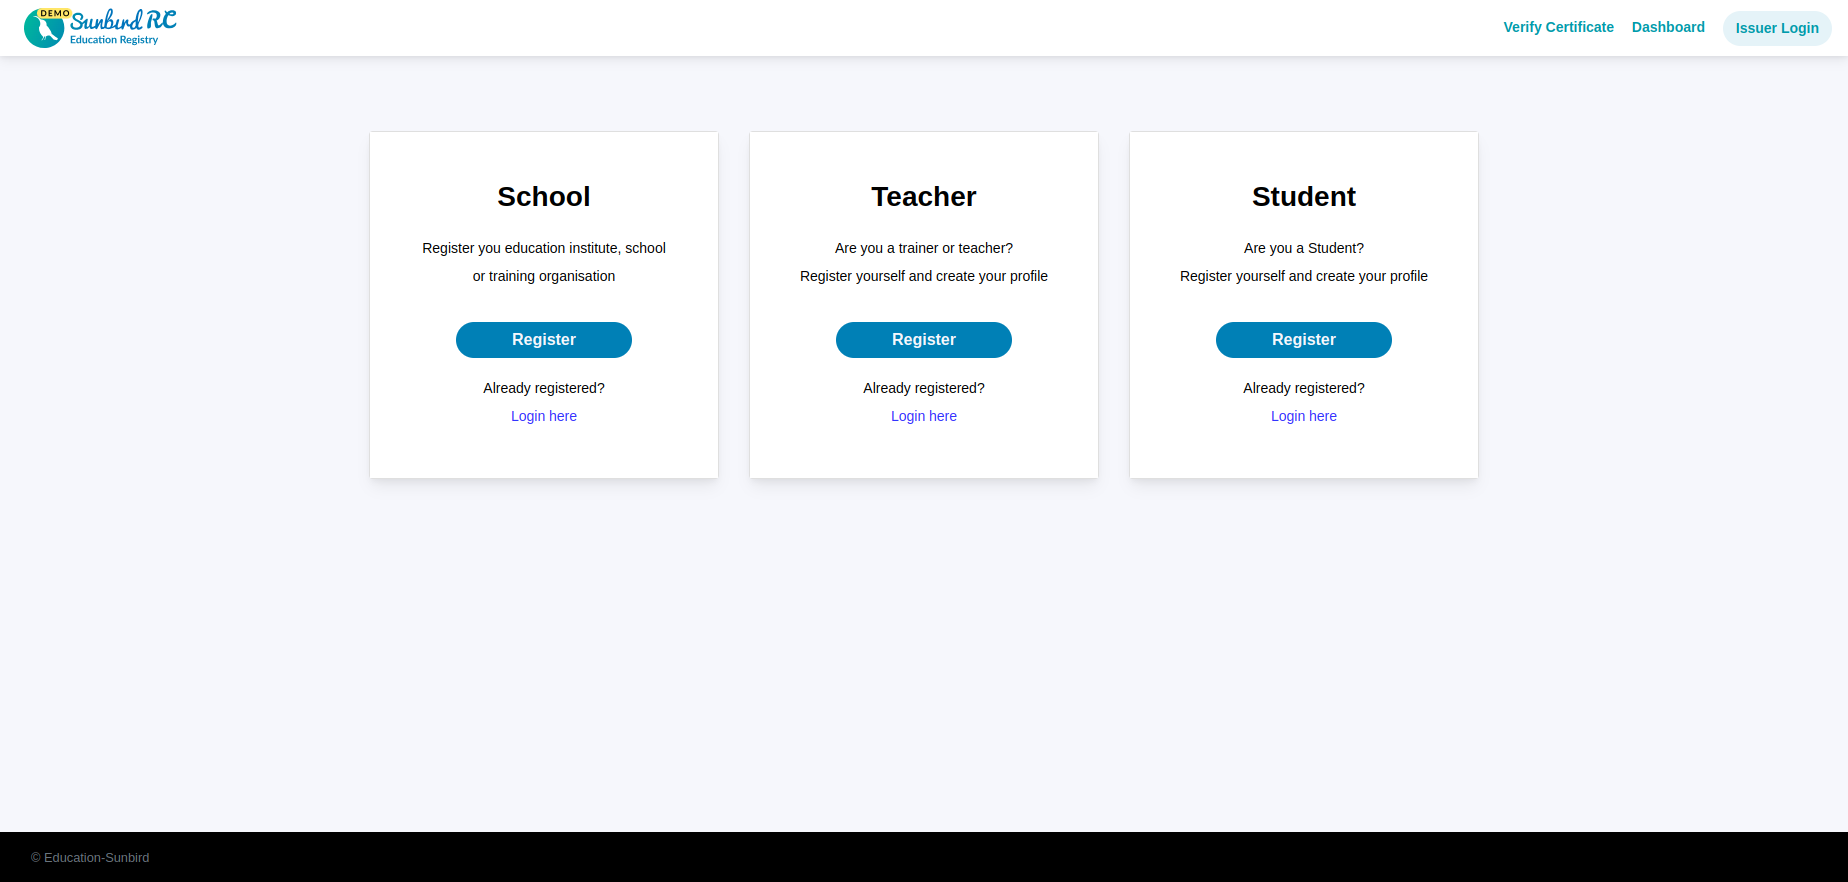 DEMO
Sunbird RC
Education Registry
Verify Certificate
Dashboard
Issuer Login
School
Register you education institute, school
or training organisation
Register
Already registered?
Login here
Teacher
Are you a trainer or teacher?
Register yourself and create your profile
Register
Already registered?
Login here
Student
Are you a Student?
Register yourself and create your profile
Register
Already registered?
Login here
© Education-Sunbird